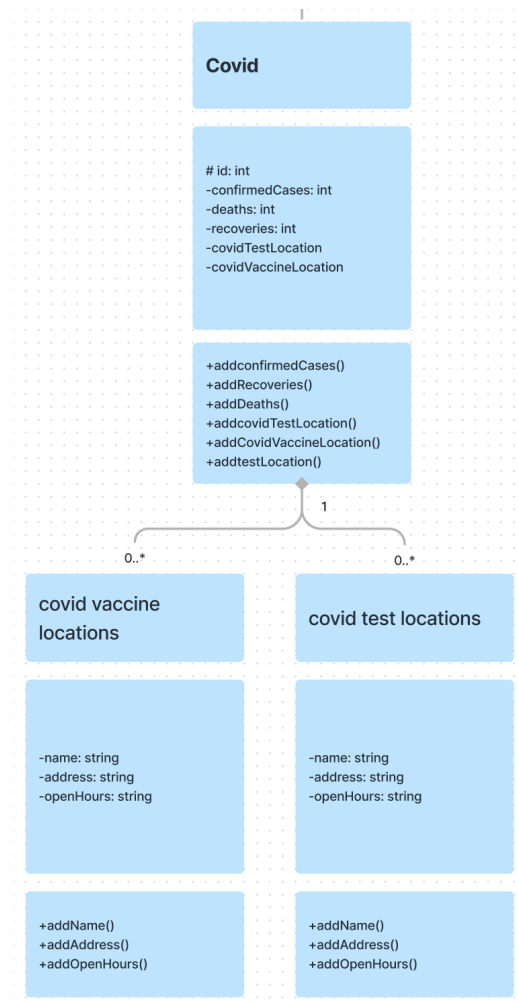 Covid
# id: int
-confirmedCases: int
-deaths: int
-recoveries: int
-covidTestLocation
-covidVaccineLocation
+addconfirmedCases()
+addRecoveries()
+addDeaths()
+addcovidTestLocation()
+addCovidVaccineLocation()
+addtestLocation()
1
0..*
0..*
covid vaccine
locations
-name: string
-address: string
-openHours: string
+addName()
+addAddress()
+addOpenHours()
covid test locations
-name: string
-address: string
-openHours: string
+addName()
+addAddress()
+addOpenHours()